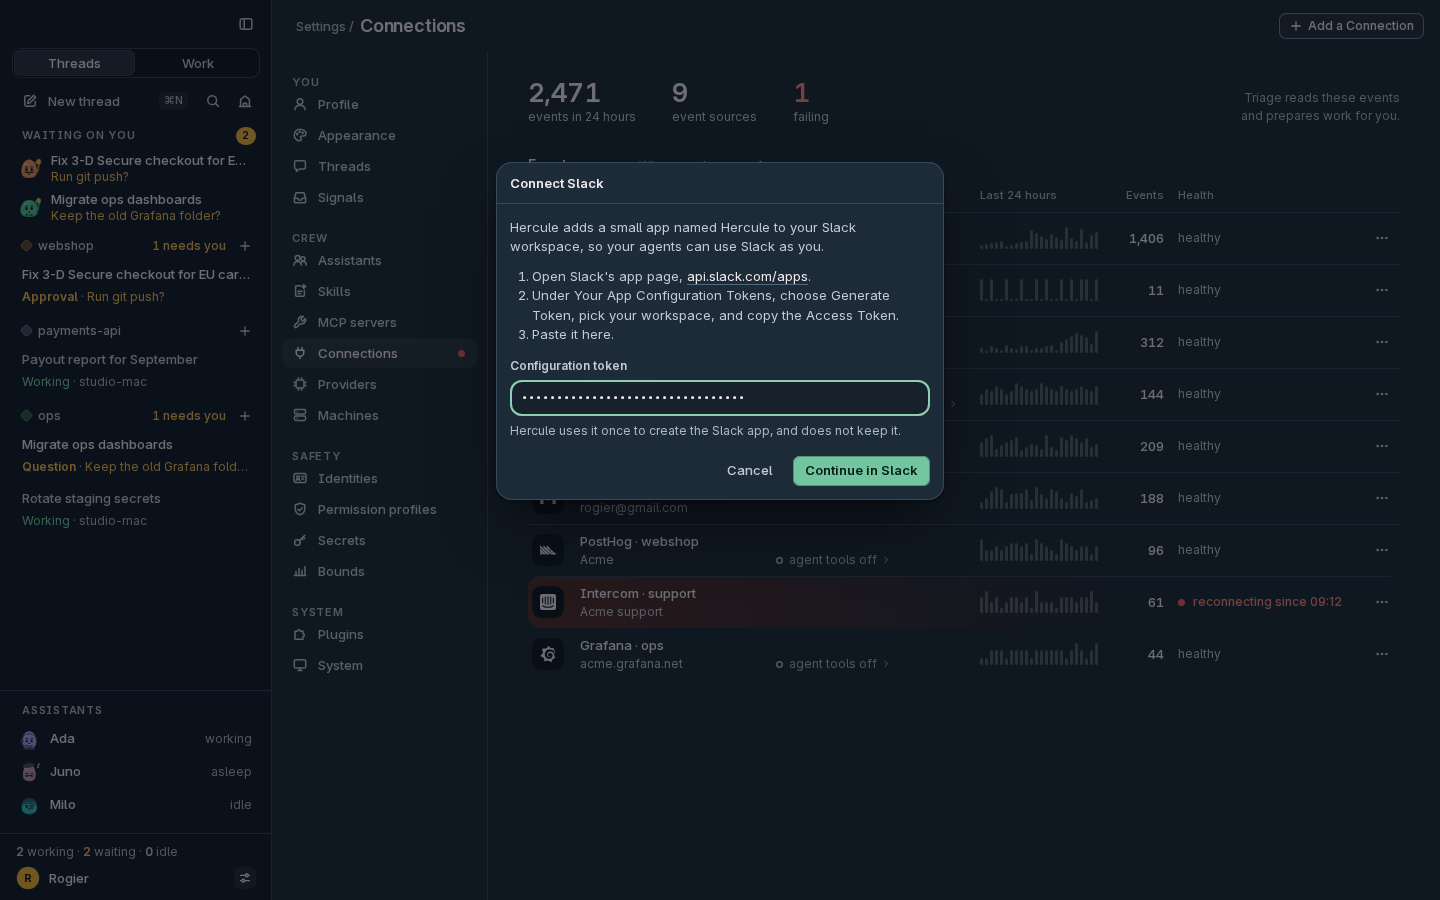 Threads
Work
New thread
⌘N
WAITING ON YOU
2
Fix 3-D Secure checkout for E...
Run git push?
Migrate ops dashboards
Keep the old Grafana folder?
webshop
1 needs you
Fix 3-D Secure checkout for EU car...
Approval · Run git push?
payments-api
Payout report for September
Working · studio-mac
ops
1 needs you
Migrate ops dashboards
Question · Keep the old Grafana fold...
Rotate staging secrets
Working · studio-mac
ASSISTANTS
Ada
working
Juno
asleep
Milo
idle
2 working · 2 waiting · 0 idle
R
Rogier
Settings / Connections
Add a Connection
YOU
Profile
Appearance
Threads
Signals
CREW
Assistants
Skills
MCP servers
Connections
Providers
Machines
SAFETY
Identities
Permission profiles
Secrets
Bounds
SYSTEM
Plugins
System
2,471
events in 24 hours
9
event sources
1
failing
Triage reads these events
and prepares work for you.
Connect Slack
Hercule adds a small app named Hercule to your Slack
workspace, so your agents can use Slack as you.
1. Open Slack's app page, api.slack.com/apps.
2. Under Your App Configuration Tokens, choose Generate
Token, pick your workspace, and copy the Access Token.
3. Paste it here.
Configuration token
Hercule uses it once to create the Slack app, and does not keep it.
Cancel
Continue in Slack
Last 24 hours
Events
Health
1,406
healthy
11
healthy
312
healthy
144
healthy
209
healthy
rogier@gmail.com
188
healthy
PostHog · webshop
Acme
agent tools off
96
healthy
Intercom · support
Acme support
61
reconnecting since 09:12
Grafana · ops
acme.grafana.net
agent tools off
44
healthy